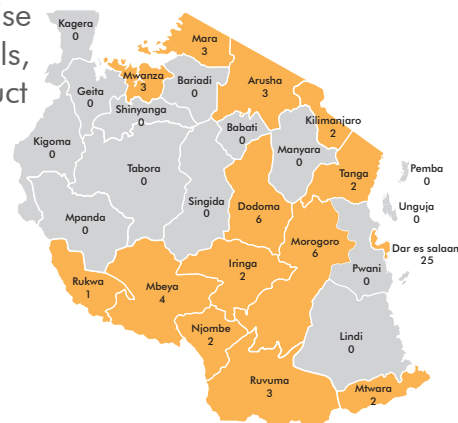 ise
ls,
uct
Kagera
0
Mara
3
Mwanza
3
Bariadi
0
Arusha
3
Geita
0
Shinyanga
0
Kilimanjaro
2
Babati
0
Manyara
0
Kigoma
0
Tabora
0
Tanga
2
Pemba
0
Singida
0
Dodoma
6
Unguja
0
Mpanda
0
Morogoro
6
Dar es salaam
25
Iringa
2
Pwani
0
Rukwa
1
Mbeya
4
Njombe
2
Lindi
0
Ruvuma
3
Mtwara
2